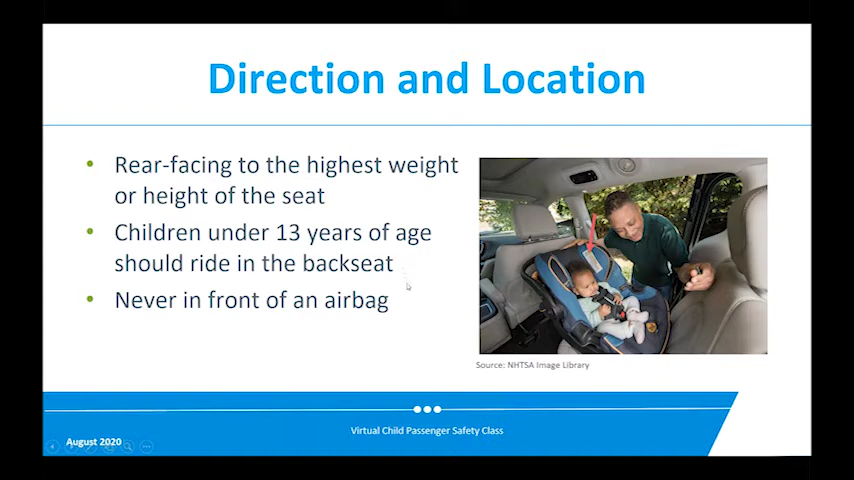 Direction and Location
• Rear-facing to the highest weight
or height of the seat
• Children under 13 years of age
should ride in the backseat
• Never in front of an airbag
Source: NHTSA Image Library
Virtual Child Passenger Safety Class
August 2020